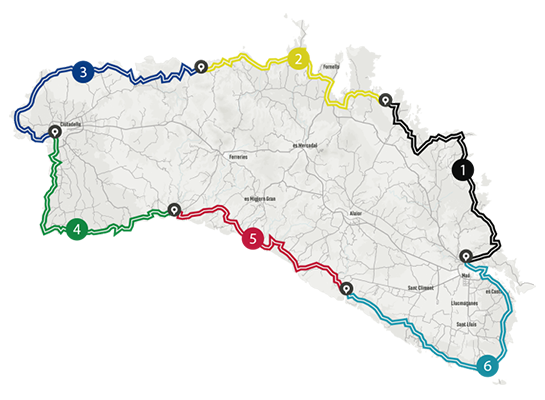 3
2
Fornells
Ciutadella
es Mercadal
Ferreries
1
es Migjorn Gran
Alaior
4
5
Maó
Sant Climent
es Castell
Llucmaçanes
Sant Lluís
6